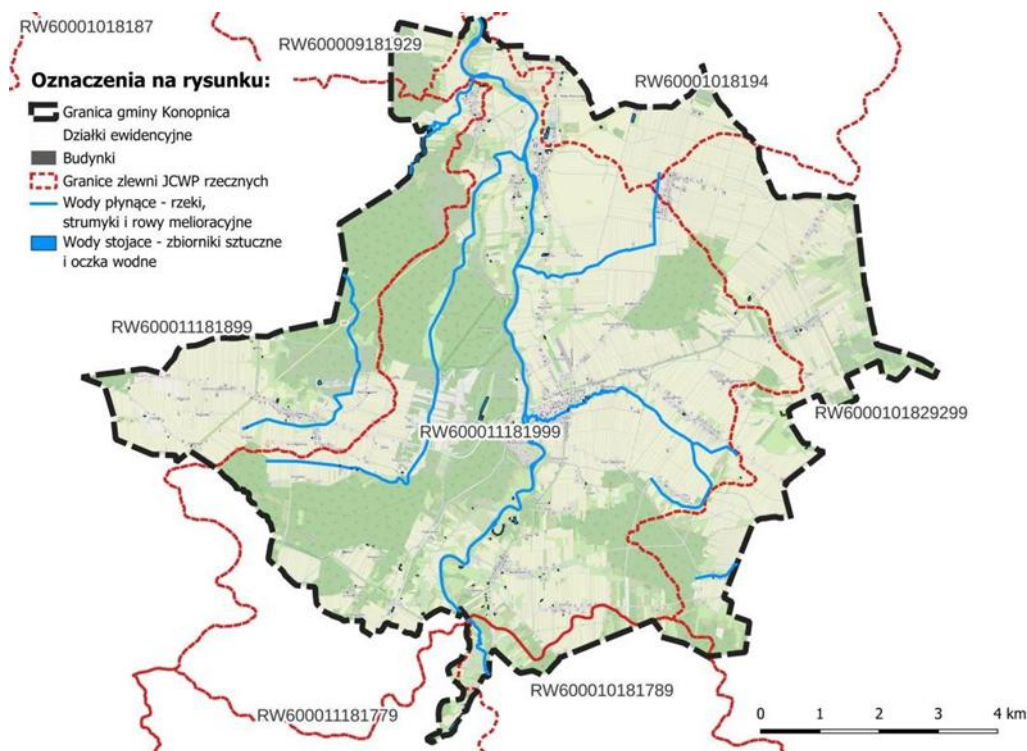 RW60001018187
RW600009181929
RW60001018194
Oznaczenia na rysunku:
Granica gminy Konopnica
Działki ewidencyjne
Budynki
Granice zlewni JCWP rzecznych
Wody płynące - rzeki,
strumyki i rowy melioracyjne
Wody stojace - zbiorniki sztuczne
i oczka wodne
RW600011181899
RW6000101829299
RW600011181999
RW600010181789
RW600011181779
0 1 2 3 4 km